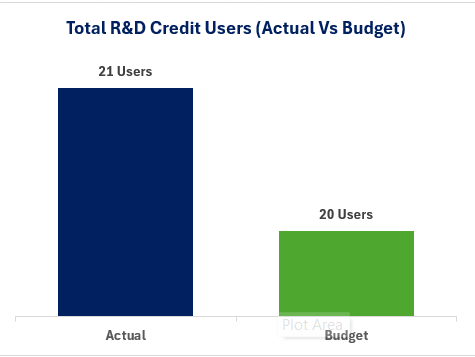 Total R&D Credit Users (Actual Vs Budget)
21 Users
20 Users
Plot Area
Actual
Budget